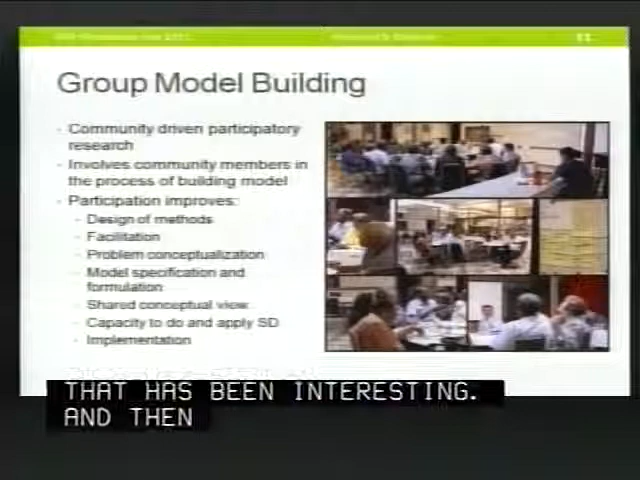 Group Model Building
- Community driven participatory
research
- Involves community members in
the process of building model
- Participation improves:
- Design of methods
- Facilitation
- Problem conceptualization
- Model specification and
formulation
- Shared conceptual view
- Capacity to do and apply SD
- Implementation
THAT HAS BEEN INTERESTING.
AND THEN